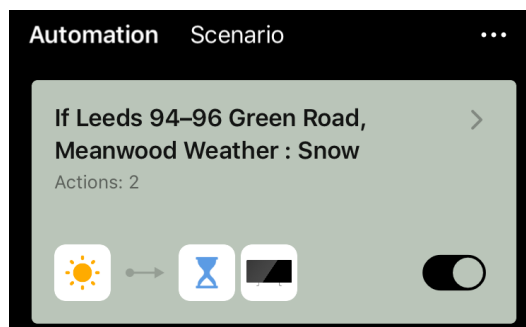 Automation Scenario
If Leeds 94–96 Green Road,
Meanwood Weather : Snow
Actions: 2